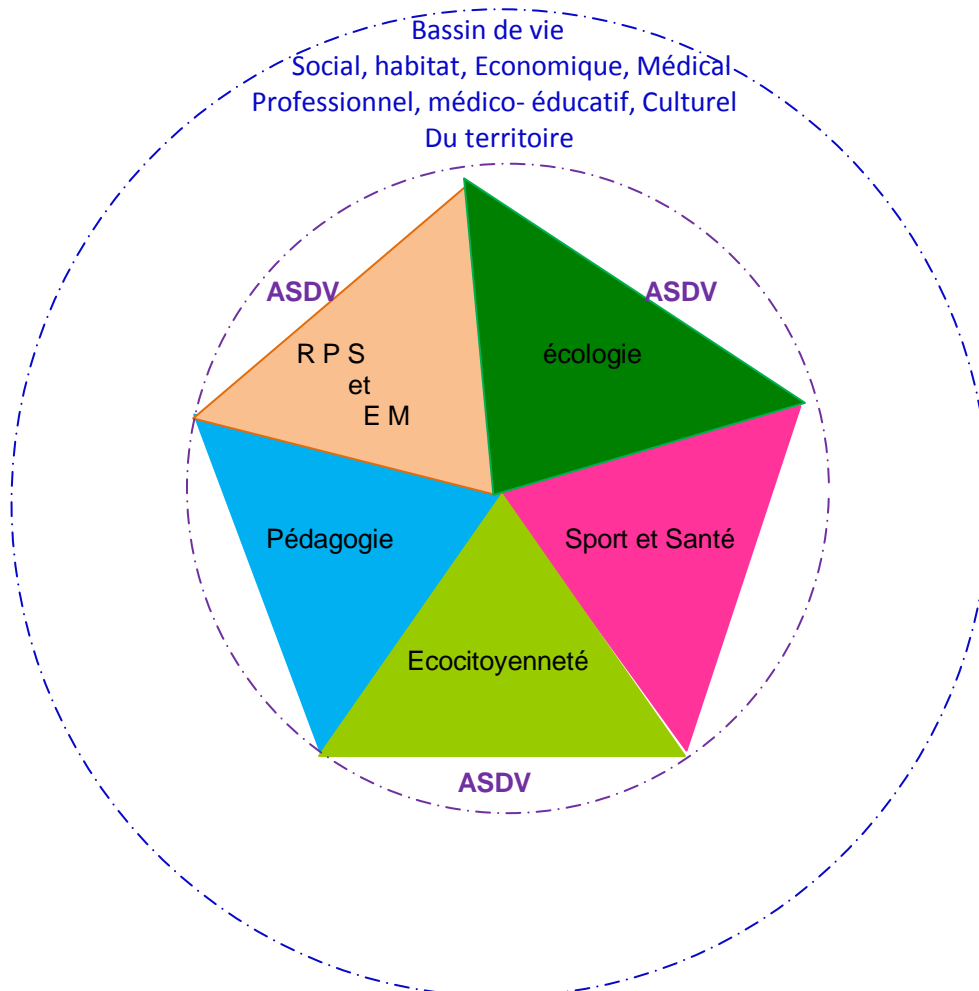 Bassin de vie
Social, habitat, Economique, Médical
Professionnel, médico- éducatif, Culturel
Du territoire
ASDV
ASDV
R P S
et
E M
écologie
Pédagogie
Sport et Santé
Ecocitoyenneté
ASDV